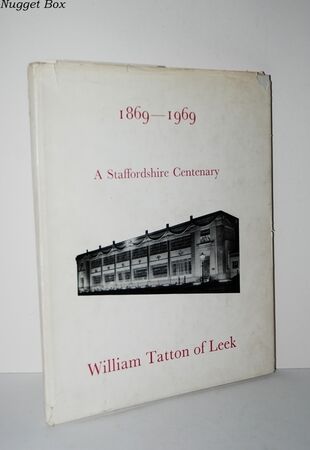 Nugget Box
1869—1969
A Staffordshire Centenary
William Tatton of Leek